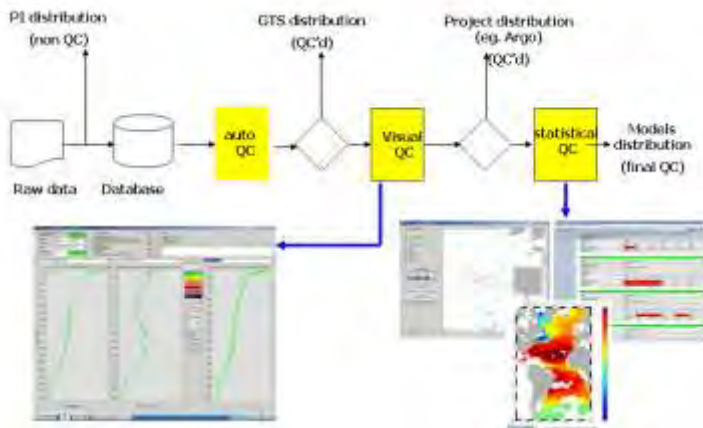 PI distribution
(non QC)
GTS distribution
(QC'd)
Project distribution
(eg. Argo)
(QC'd)
auto
QC
Visual
QC
statistical
QC
Models
distribution
(final QC)
Raw data
Database